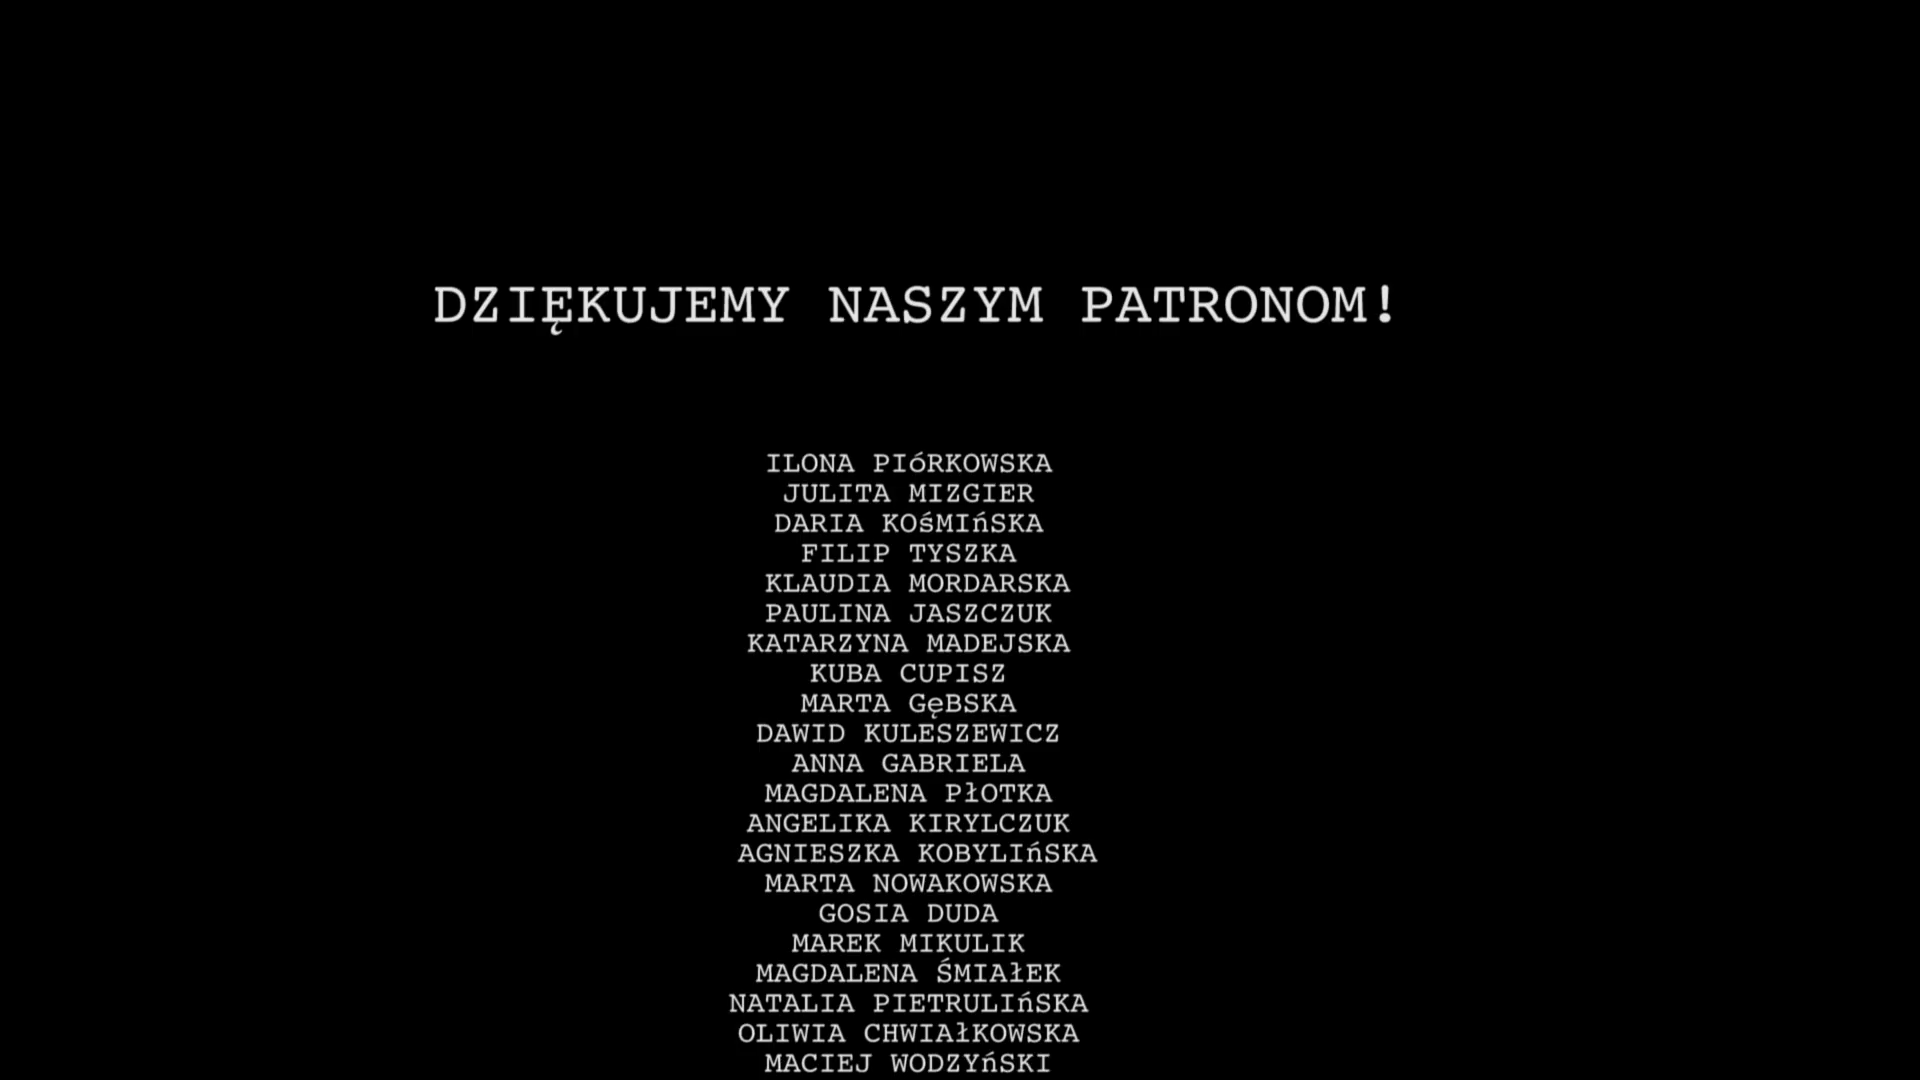 DZIĘKUJEMY NASZYM PATRONOM!
ILONA PIóRKOWSKA
JULITA MIZGIER
DARIA KOśMIńSKA
FILIP TYSZKA
KLAUDIA MORDARSKA
PAULINA JASZCZUK
KATARZYNA MADEJSKA
KUBA CUPISZ
MARTA GęBSKA
DAWID KULESZEWICZ
ANNA GABRIELA
MAGDALENA PłOTKA
ANGELIKA KIRYLCZUK
AGNIESZKA KOBYLIńSKA
MARTA NOWAKOWSKA
GOSIA DUDA
MAREK MIKULIK
MAGDALENA ŚMIAłEK
NATALIA PIETRULIńSKA
OLIWIA CHWIAłKOWSKA
MACIEJ WODZYńSKI